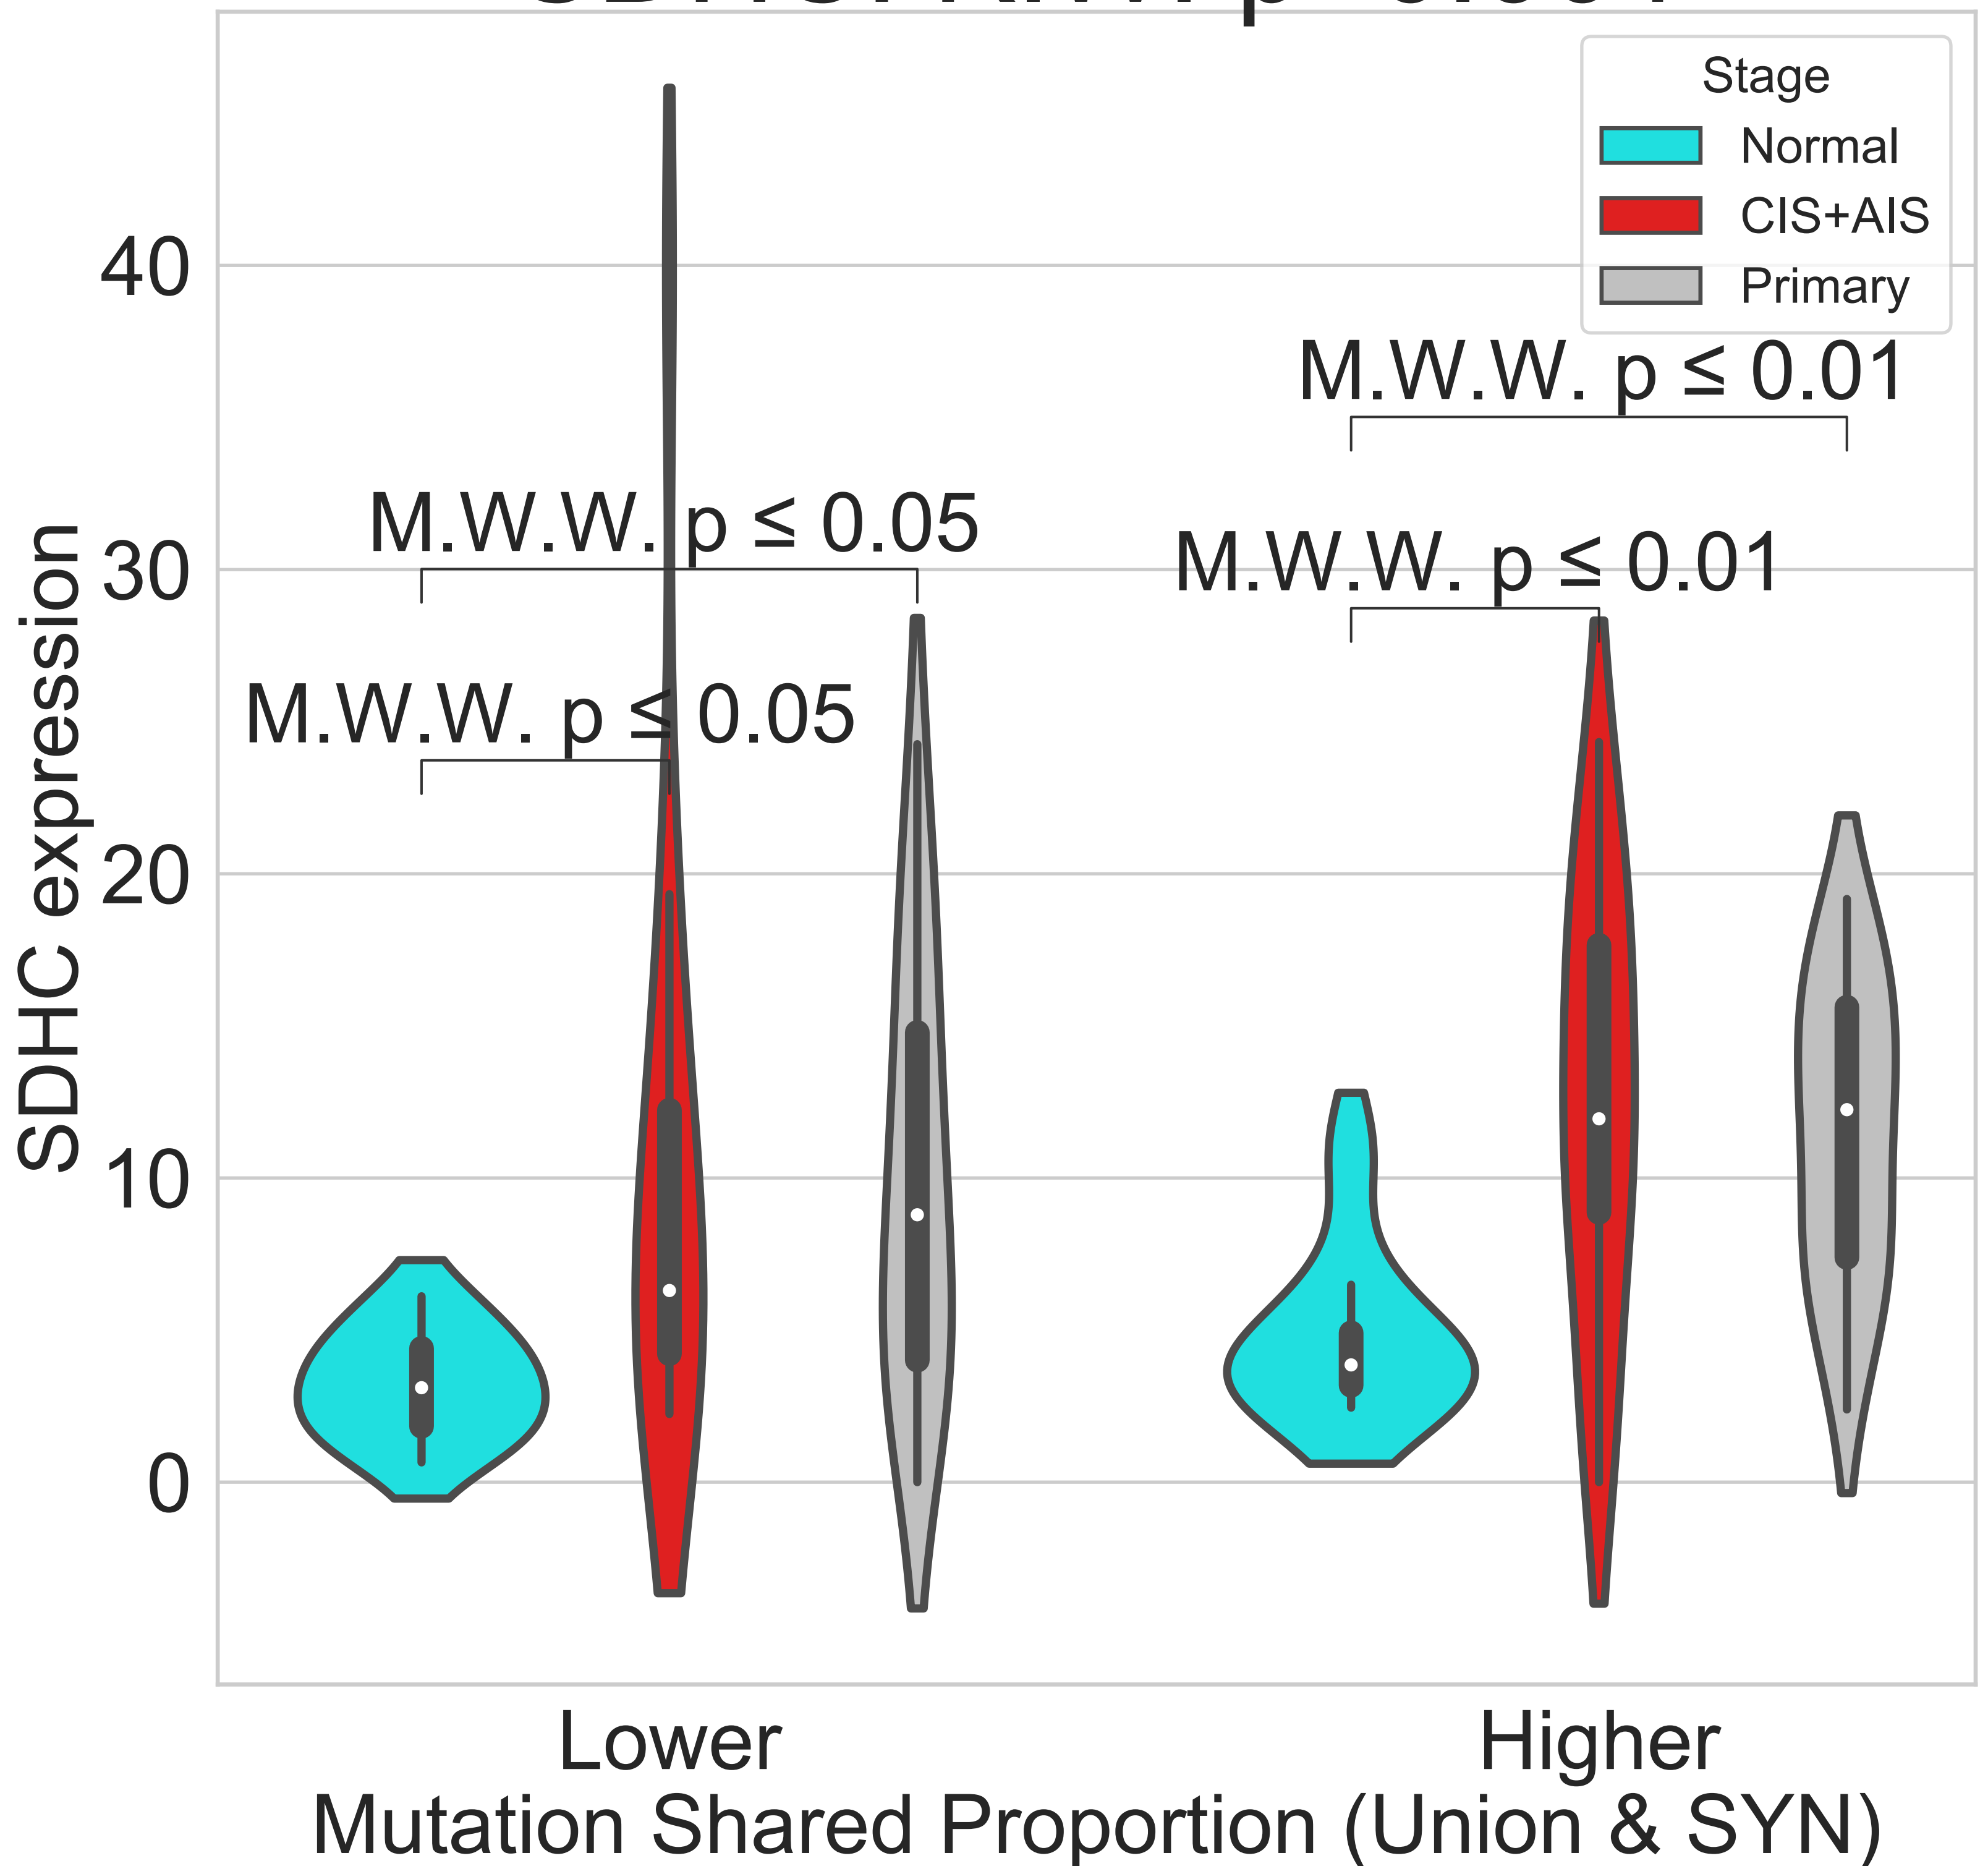 Stage
Normal
CIS+AIS
Primary
M.W.W. p ≤ 0.01
M.W.W. p ≤ 0.05
M.W.W. p ≤ 0.01
M.W.W. p ≤ 0.05
SDHC expression
40
30
20
10
0
Lower
Higher
Mutation Shared Proportion (Union & SYN)